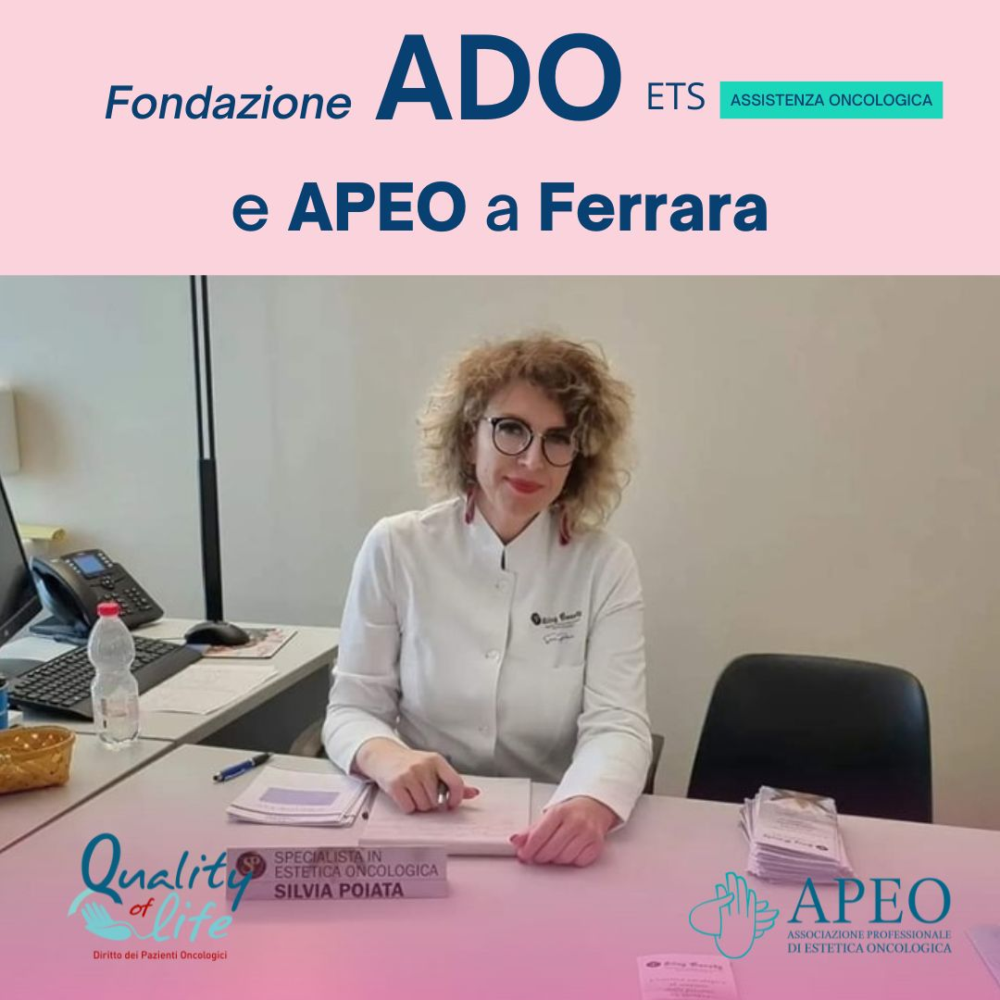 Fondazione ADO ETS ASSISTENZA ONCOLOGICA
e APEO a Ferrara
SP
SPECIALISTA IN
ESTETICA ONCOLOGICA
SILVIA POIATA
Quality
of
life
Diritto dei Pazienti Oncologici
APEO
ASSOCIAZIONE PROFESSIONALE
DI ESTETICA ONCOLOGICA